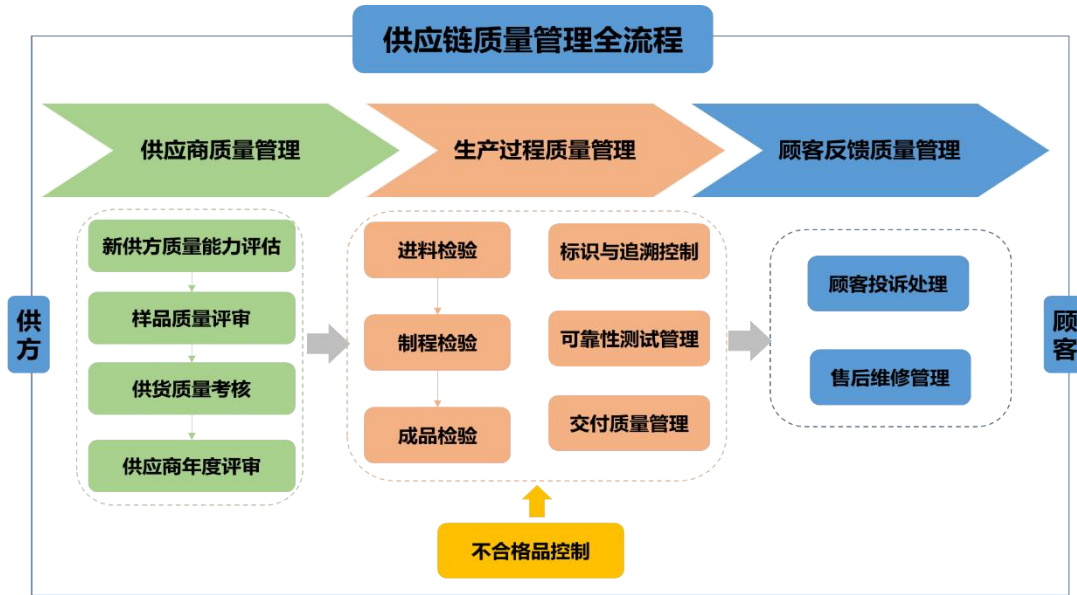 供应链质量管理全流程
供应商质量管理
生产过程质量管理
顾客反馈质量管理
供方
新供方质量能力评估
样品质量评审
供货质量考核
供应商年度评审
进料检验
制程检验
成品检验
标识与追溯控制
可靠性测试管理
交付质量管理
不合格品控制
顾客投诉处理
售后维修管理
顾客